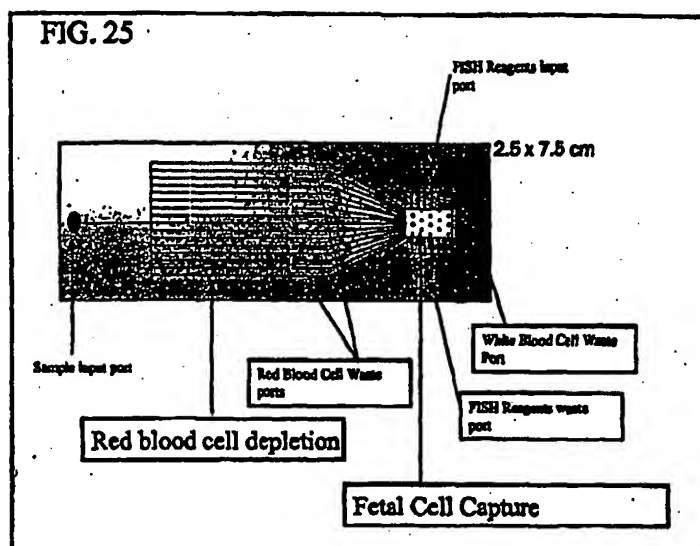 FIG. 25
FISH Reagents Input
port
2.5 x 7.5 cm
Sample Input port
Red Blood Cell Waste
ports
White Blood Cell Waste
Port
FISH Reagents waste
port
Red blood cell depletion
Fetal Cell Capture